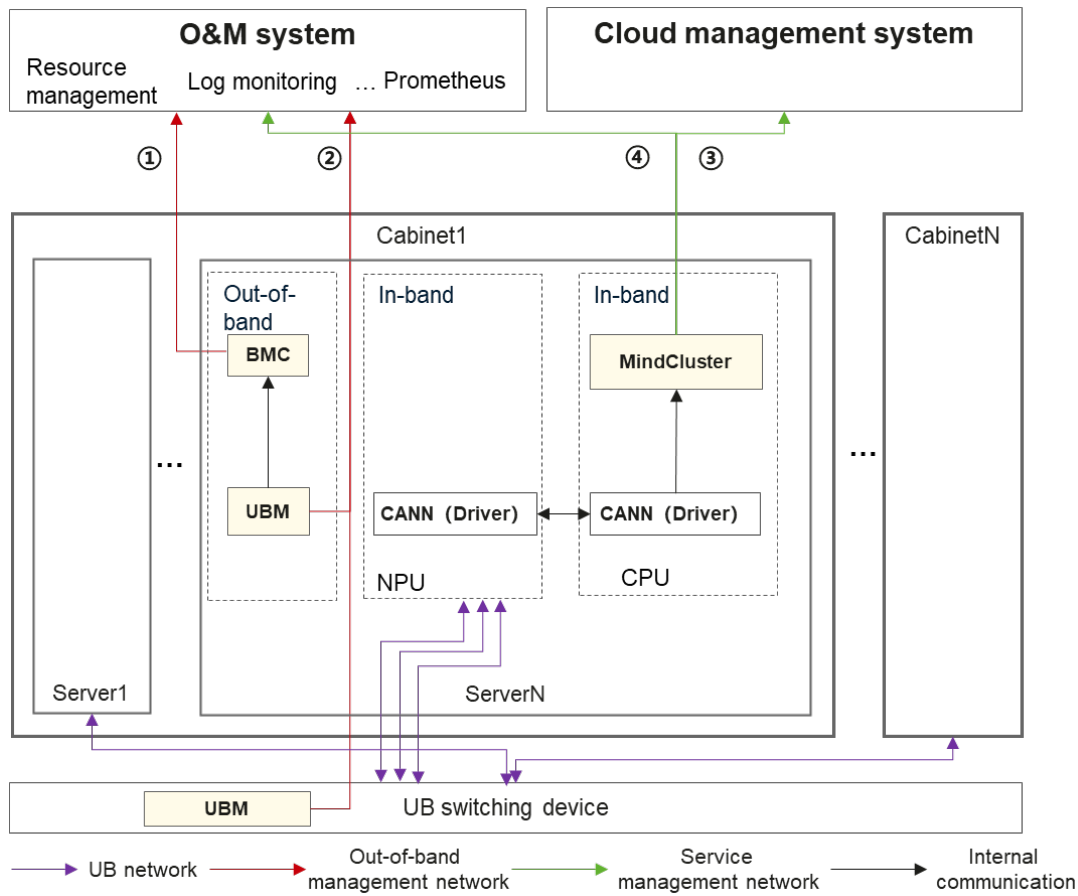 O&M system
Resource
management
Log monitoring
... Prometheus
Cloud management system
①
②
④
③
Cabinet1
CabinetN
Out-of-
band
In-band
In-band
BMC
MindCluster
...
...
UBM
CANN (Driver)
CANN (Driver)
NPU
CPU
Server1
ServerN
UBM
UB switching device
UB network
Out-of-band
management network
Service
management network
Internal
communication